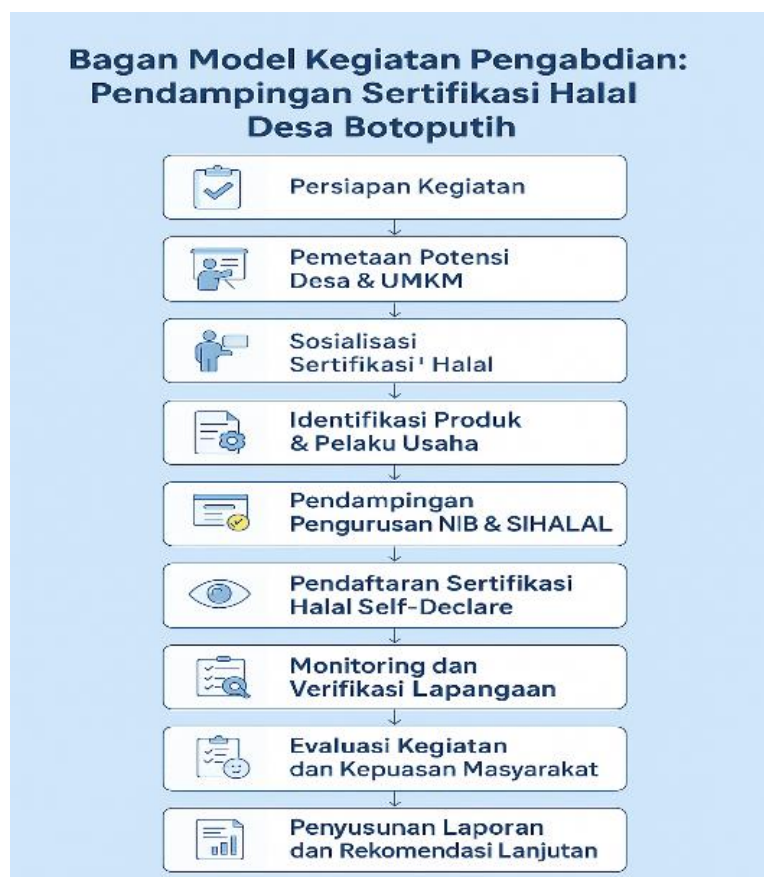 Bagan Model Kegiatan Pengabdian:
Pendampingan Sertifikasi Halal
Desa Botoputih
Persiapan Kegiatan
Pemetaan Potensi
Desa & UMKM
Sosialisasi
Sertifikasiˈ Halal
Identifikasi Produk
& Pelaku Usaha
Pendampingan
Pengurusan NIB & SIHALAL
Pendaftaran Sertifikasi
Halal Self-Declare
Monitoring dan
Verifikasi Lapangaan
Evaluasi Kegiatan
dan Kepuasan Masyarakat
Penyusunan Laporan
dan Rekomendasi Lanjutan